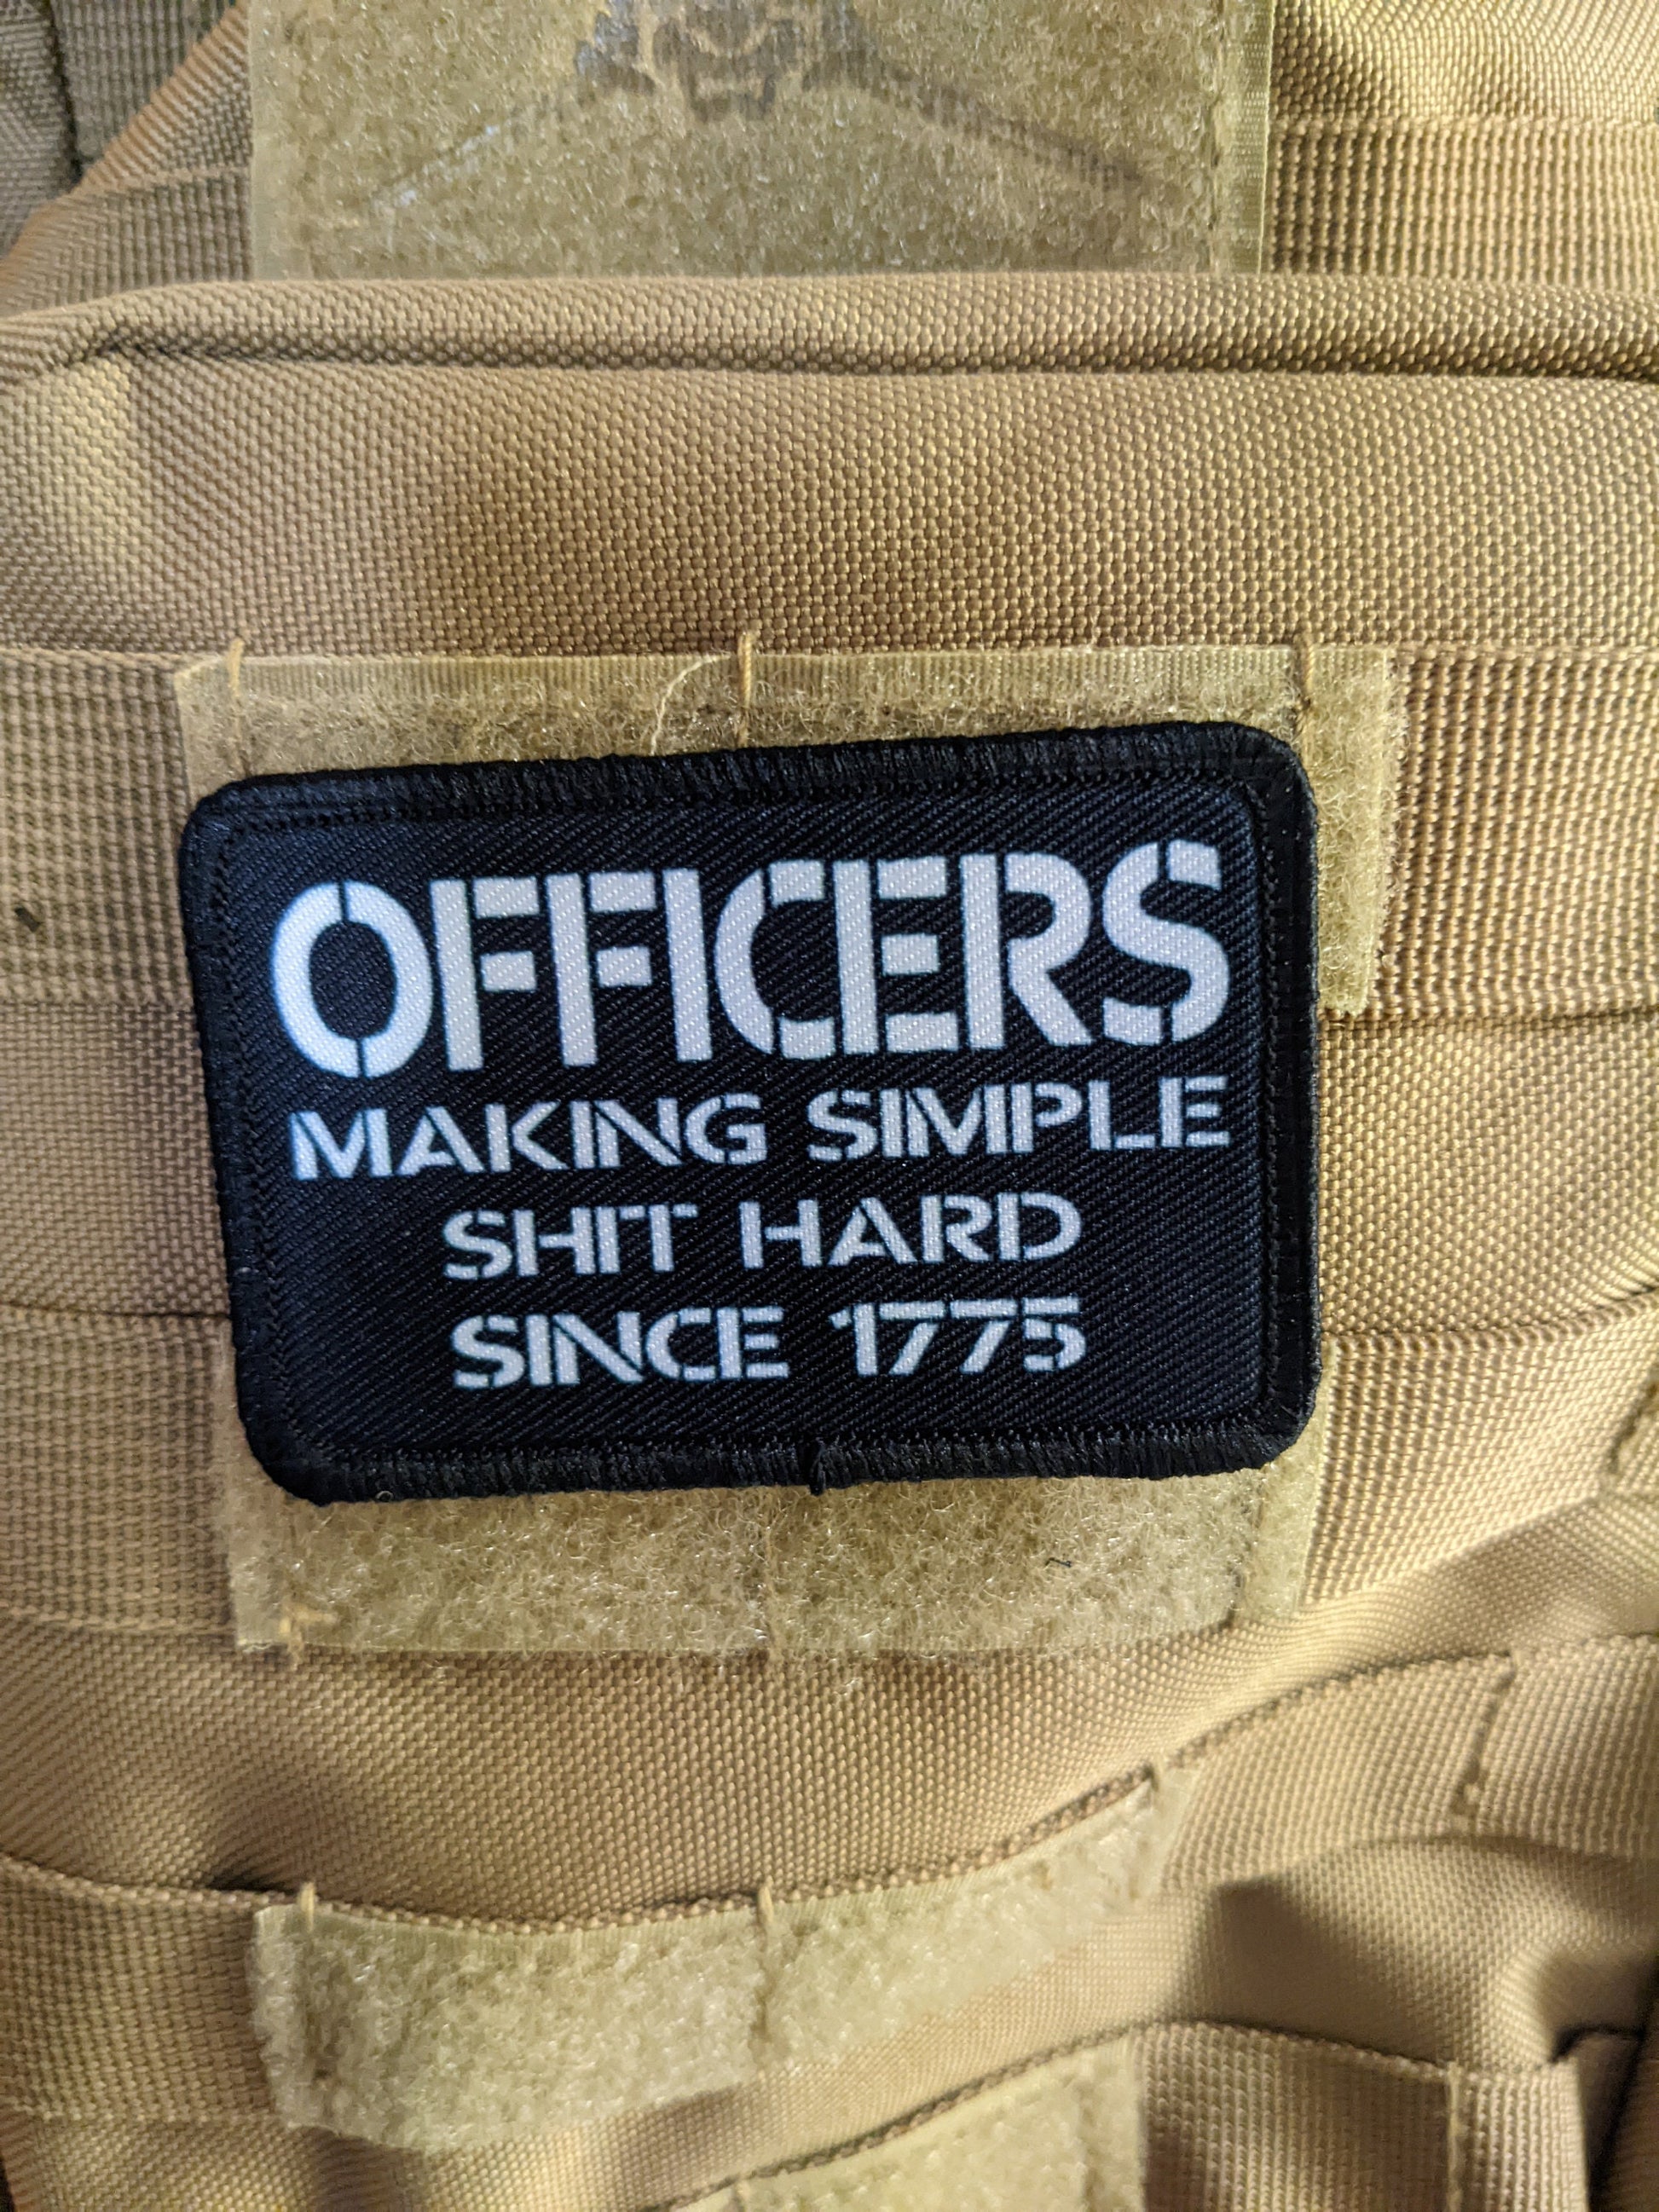 OFFICERS
MAKING SIMPLE
SHIT HARD
SINCE 1775